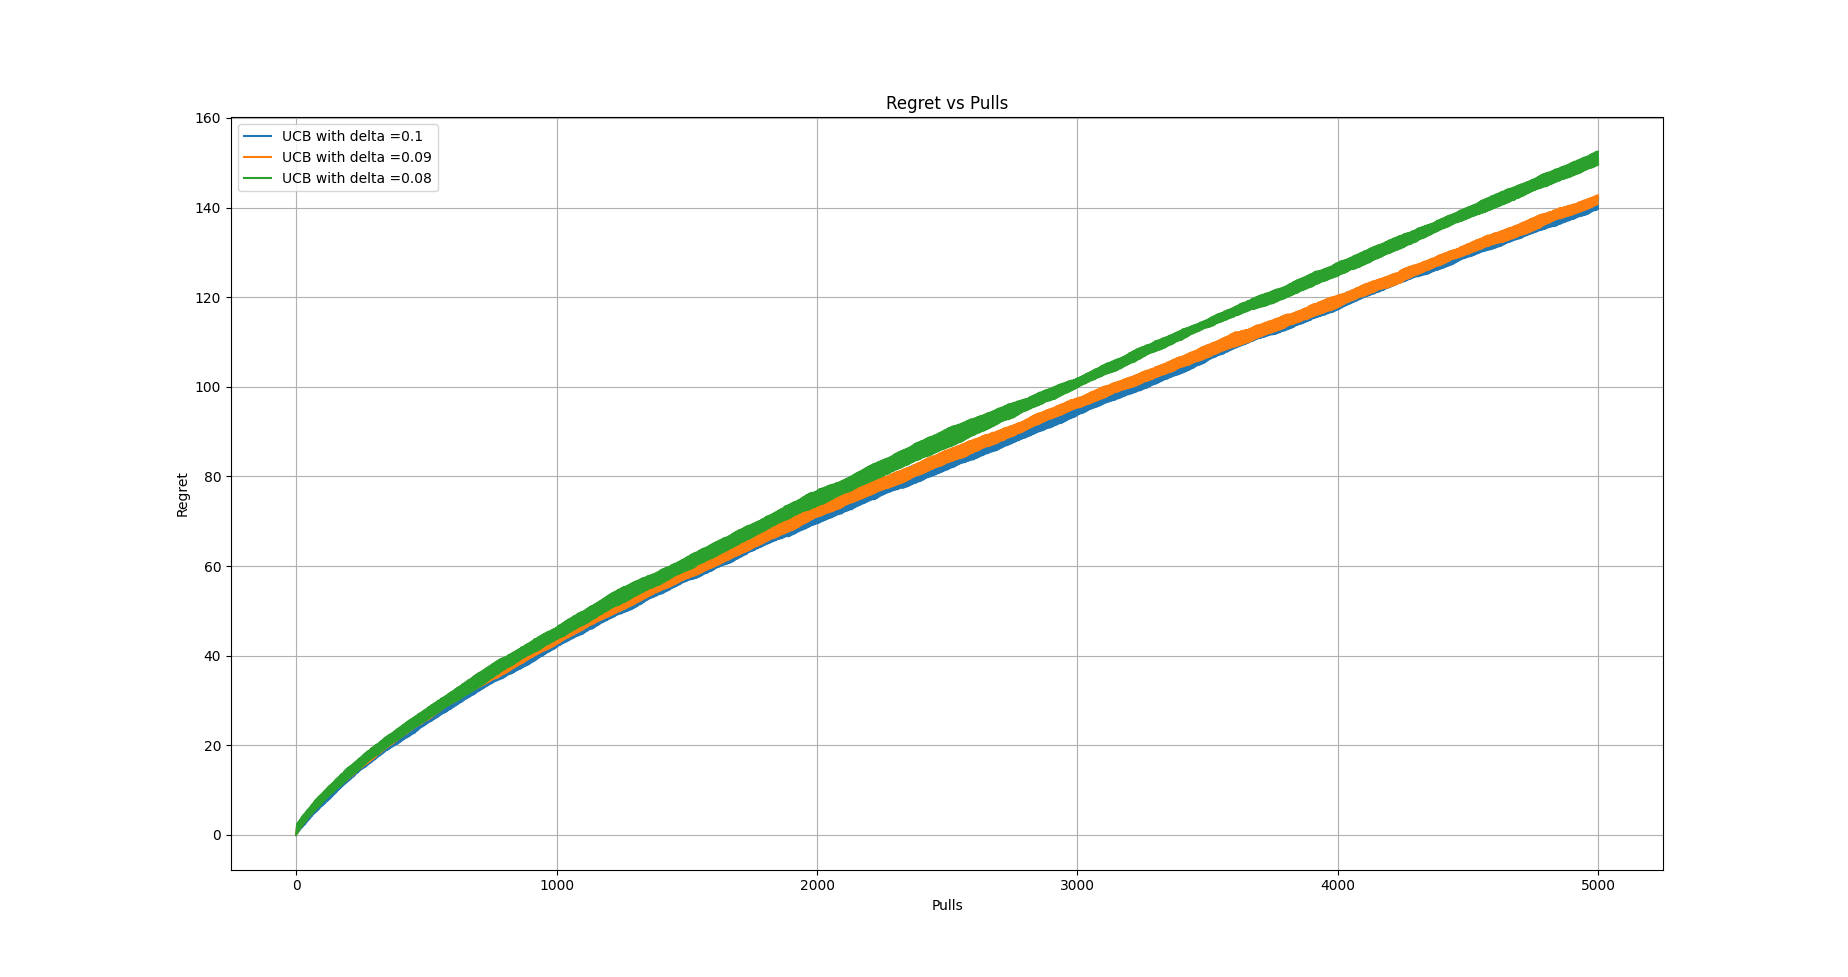 Regret vs Pulls
UCB with delta =0.1
UCB with delta =0.09
UCB with delta =0.08
160
140
120
100
80
60
40
20
0
Regret
0 1000 2000 3000 4000 5000
Pulls